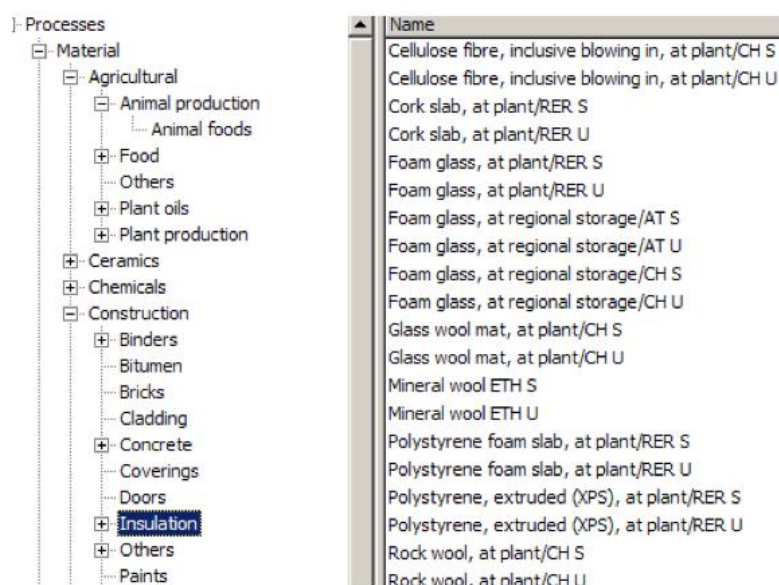 Processes
Material
Agricultural
Animal production
Animal foods
Food
Others
Plant oils
Plant production
Ceramics
Chemicals
Construction
Binders
Bitumen
Bricks
Cladding
Concrete
Coverings
Doors
Insulation
Others
Paints
Name
Cellulose fibre, inclusive blowing in, at plant/CH S
Cellulose fibre, inclusive blowing in, at plant/CH U
Cork slab, at plant/RER S
Cork slab, at plant/RER U
Foam glass, at plant/RER S
Foam glass, at plant/RER U
Foam glass, at regional storage/AT S
Foam glass, at regional storage/AT U
Foam glass, at regional storage/CH S
Foam glass, at regional storage/CH U
Glass wool mat, at plant/CH S
Glass wool mat, at plant/CH U
Mineral wool ETH S
Mineral wool ETH U
Polystyrene foam slab, at plant/RER S
Polystyrene foam slab, at plant/RER U
Polystyrene, extruded (XPS), at plant/RER S
Polystyrene, extruded (XPS), at plant/RER U
Rock wool, at plant/CH S
Rock wool, at plant/CH U